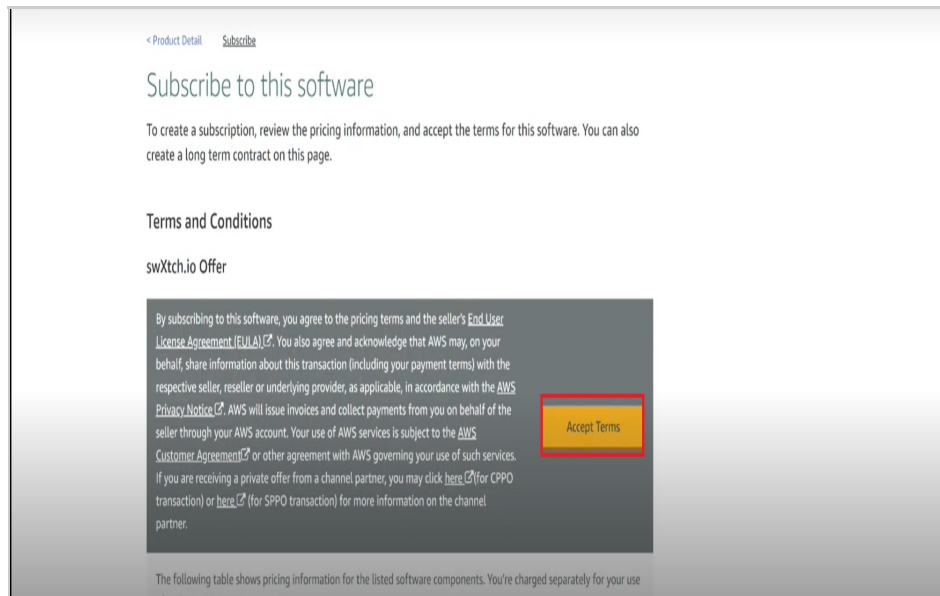 < Product Detail Subscribe
Subscribe to this software
To create a subscription, review the pricing information, and accept the terms for this software. You can also
create a long term contract on this page.
Terms and Conditions
swXtch.io Offer
By subscribing to this software, you agree to the pricing terms and the seller's End User
License Agreement (EULA). You also agree and acknowledge that AWS may, on your
behalf, share information about this transaction (including your payment terms) with the
respective seller, reseller or underlying provider, as applicable, in accordance with the AWS
Privacy Notice. AWS will issue invoices and collect payments from you on behalf of the
seller through your AWS account. Your use of AWS services is subject to the AWS
Customer Agreement or other agreement with AWS governing your use of such services.
If you are receiving a private offer from a channel partner, you may click here (for CPPO
transaction) or here (for SPPO transaction) for more information on the channel
partner.
Accept Terms
The following table shows pricing information for the listed software components. You're charged separately for your use